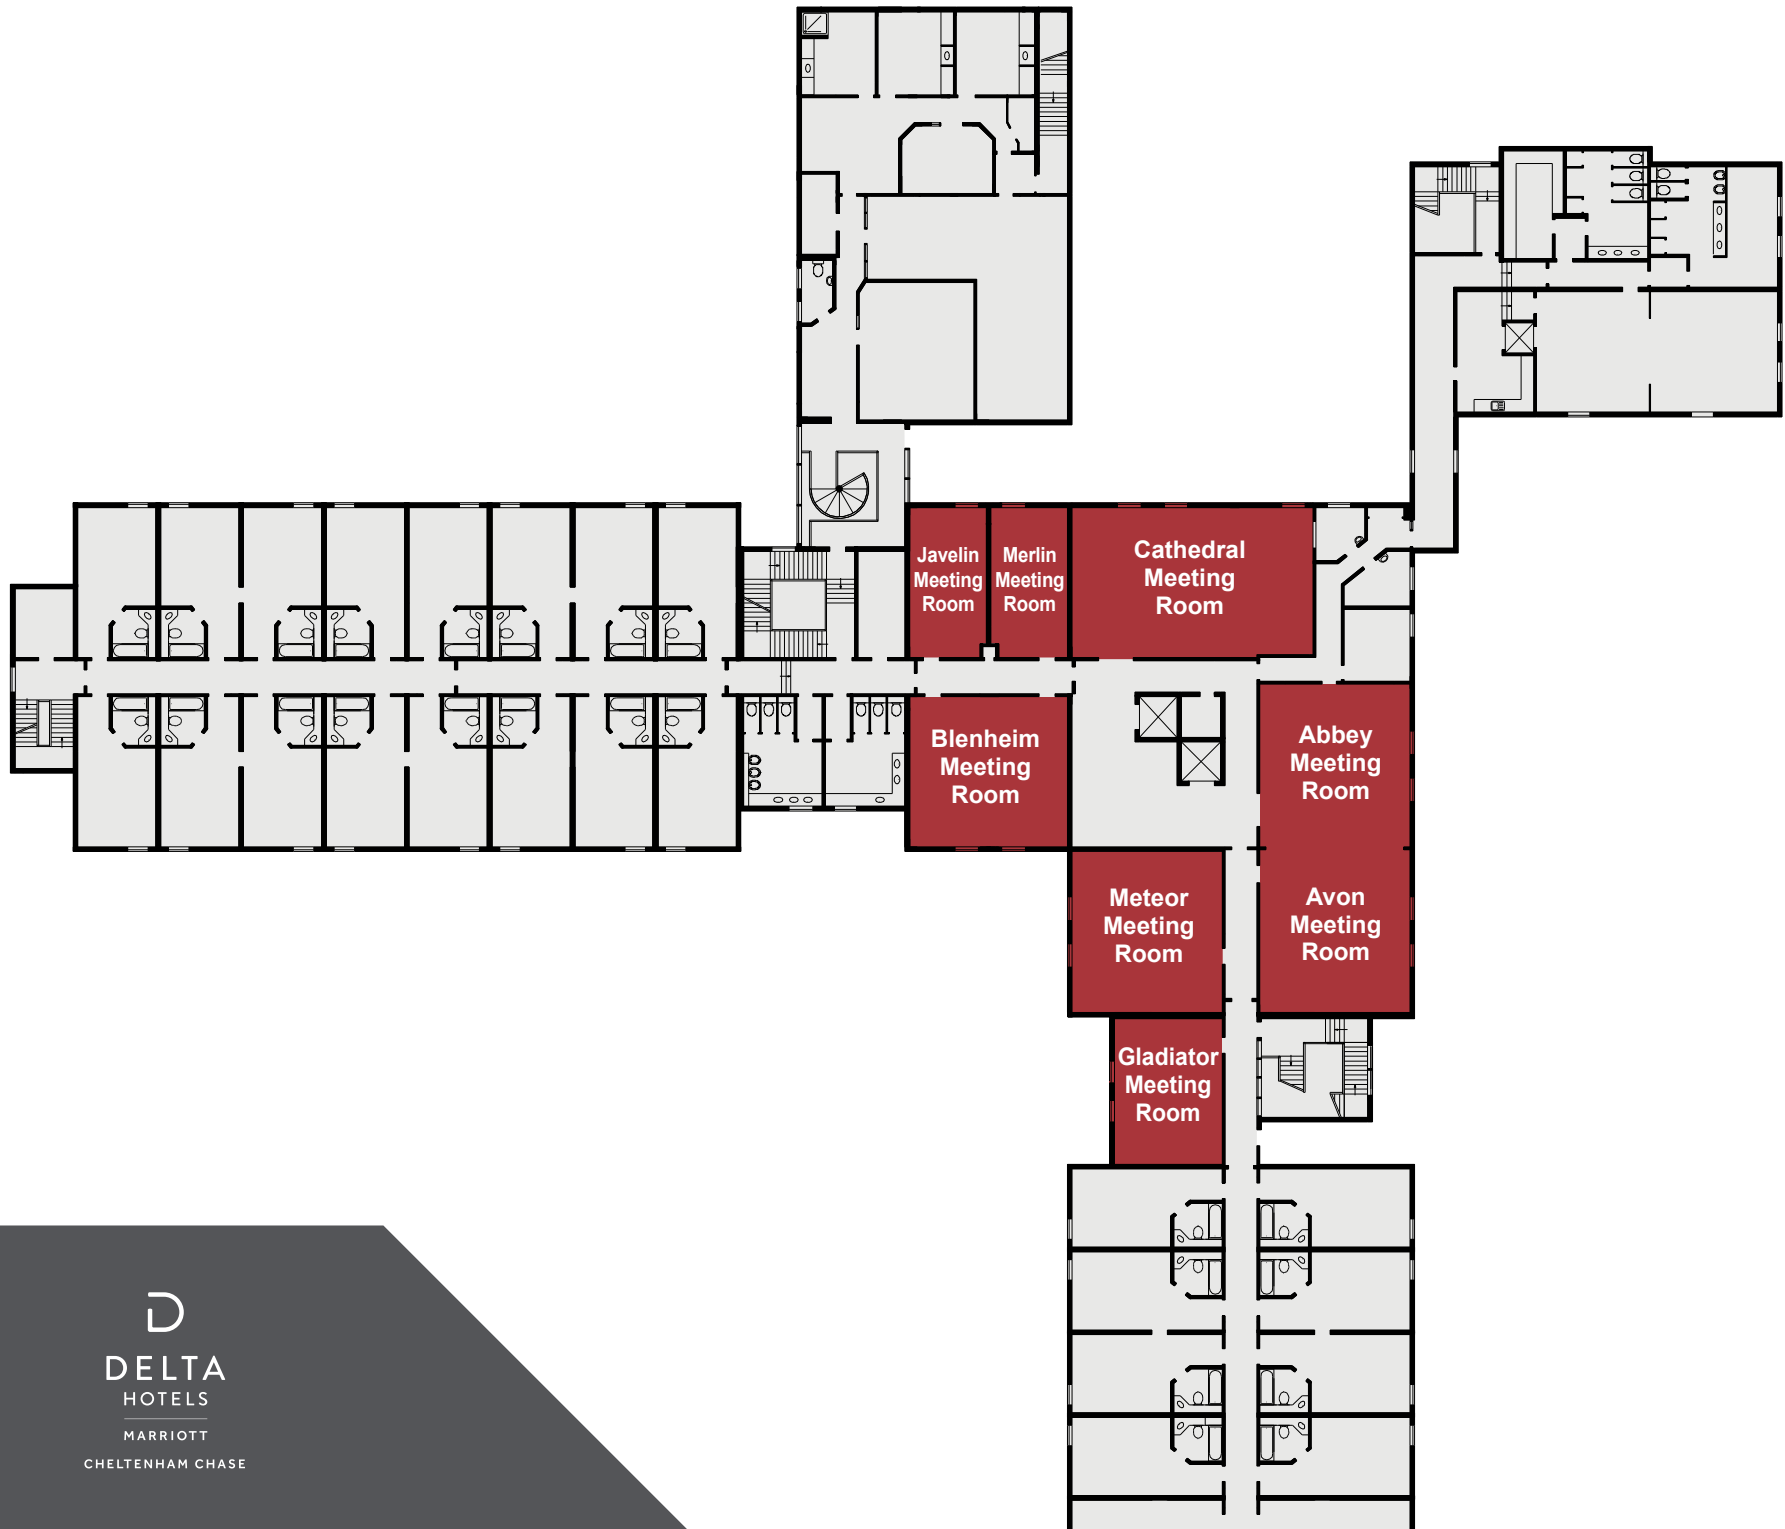 Javelin
Meeting
Room
Merlin
Meeting
Room
Cathedral
Meeting
Room
Blenheim
Meeting
Room
Abbey
Meeting
Room
Meteor
Meeting
Room
Avon
Meeting
Room
Gladiator
Meeting
Room
DELTA
HOTELS
MARRIOTT
CHELTENHAM CHASE